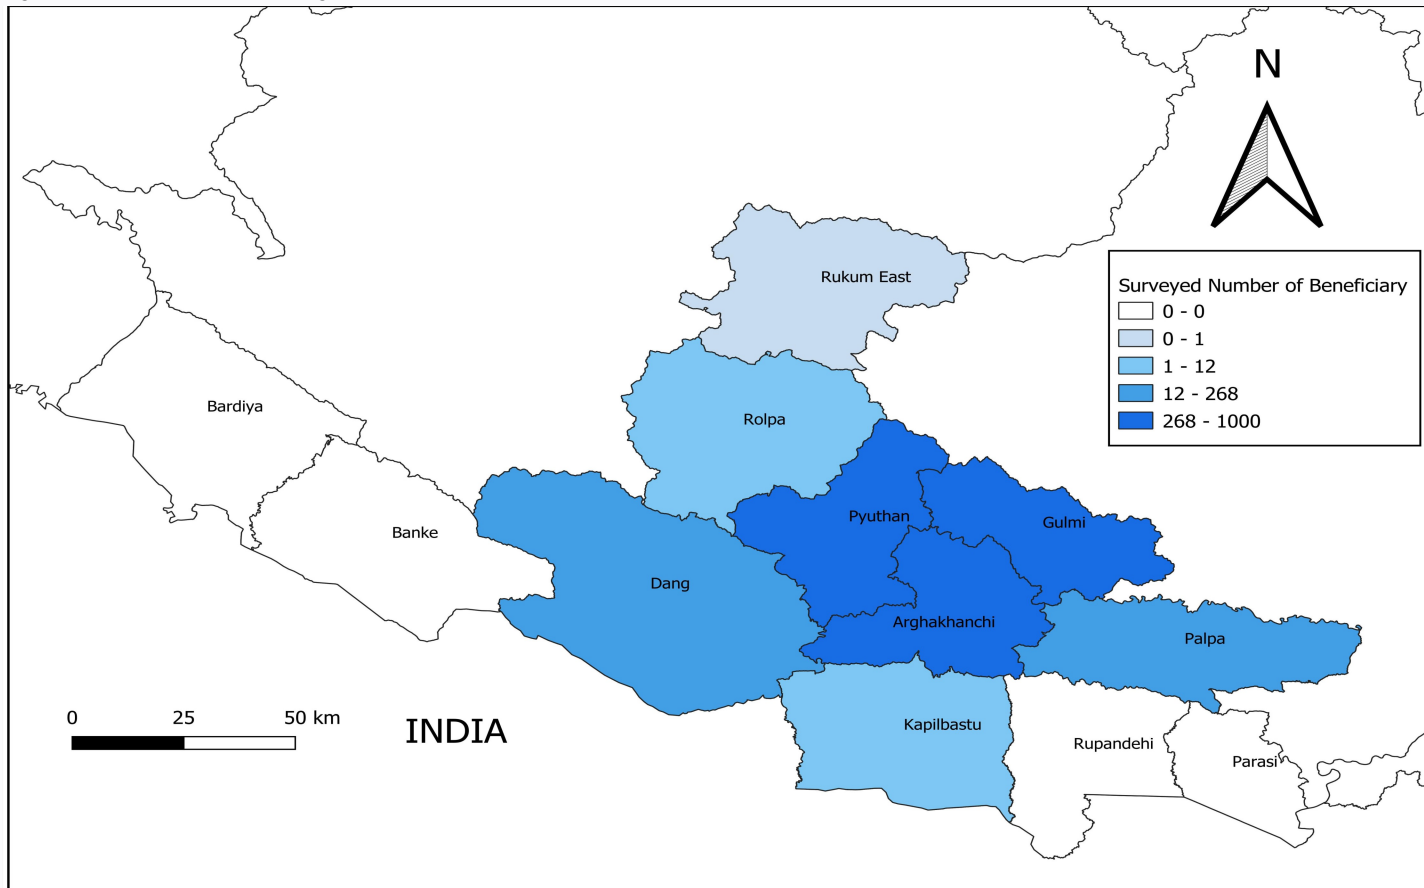 N
Surveyed Number of Beneficiary
0 - 0
0 - 1
1 - 12
12 - 268
268 - 1000
Rukum East
Bardiya
Rolpa
Banke
Pyuthan
Gulmi
Dang
Arghakhanchi
Palpa
Kapilbastu
Rupandehi
Parasi
0 25 50 km
INDIA